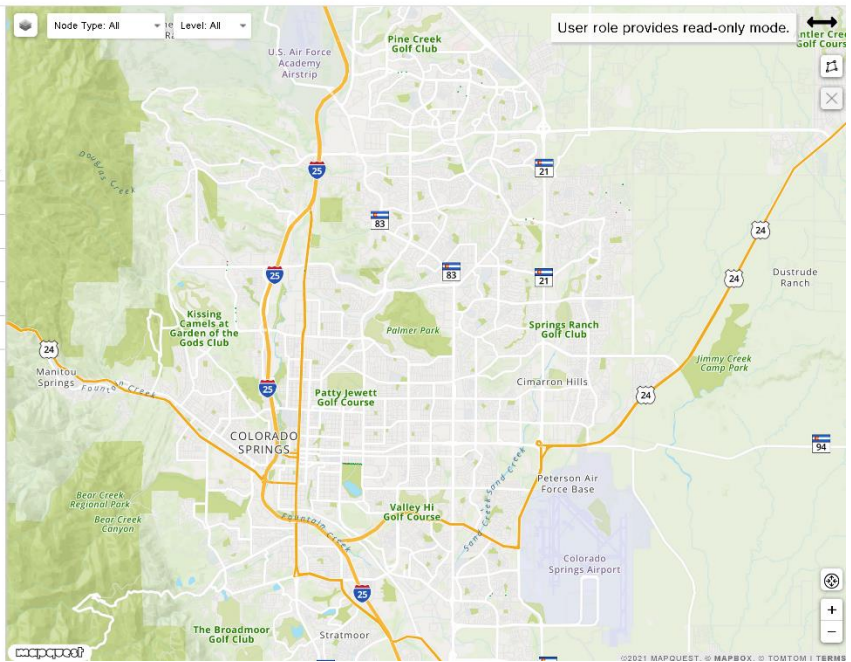 Node Type: All
Level: All
User role provides read-only mode.
U.S. Air Force
Academy
Airstrip
Pine Creek
Golf Club
Golf Course
Douglas Creek
25
21
83
24
25
83
21
24
Dustrude
Ranch
Kissing
Camels at
Garden of the
Gods Club
Palmer Park
Springs Ranch
Golf Club
24
Manitou
Springs
Fountain Creek
Jimmy Creek
Camp Park
25
Patty Jewett
Golf Course
Cimarron Hills
24
COLORADO
SPRINGS
94
Sand Creek
Peterson Air
Force Base
Bear Creek
Regional Park
Bear Creek
Canyon
Valley Hi
Golf Course
Fountain Creek
Sand Creek
Colorado
Springs Airport
25
+
−
The Broadmoor
Golf Club
Stratmoor
mapquest
©2021 MAPQUEST, © MAPBOX, © TOMTOM | TERMS